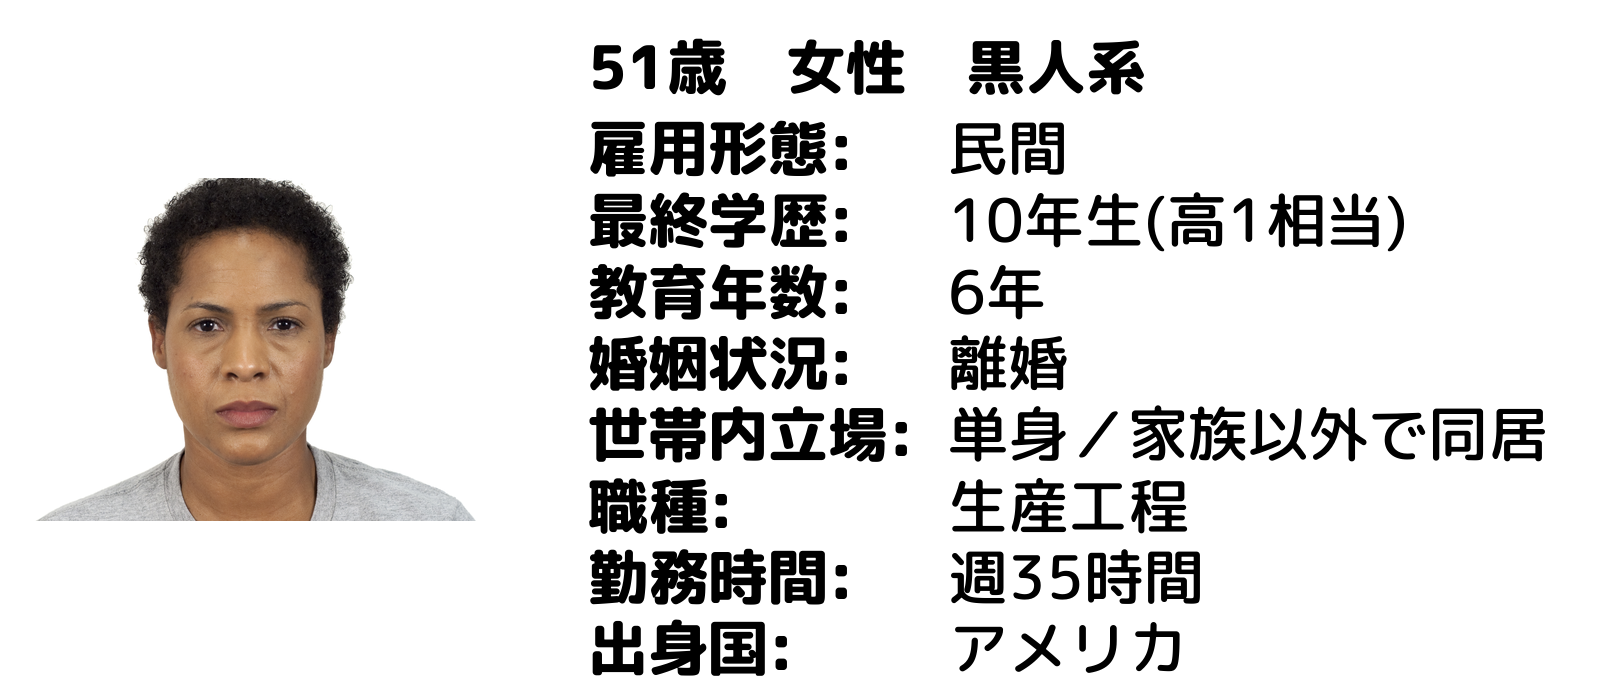 51歳　女性　黒人系
雇用形態:　民間
最終学歴:　10年生(高1相当)
教育年数:　6年
婚姻状況:　離婚
世帯内立場:　単身／家族以外で同居
職種:　生産工程
勤務時間:　週35時間
出身国:　アメリカ